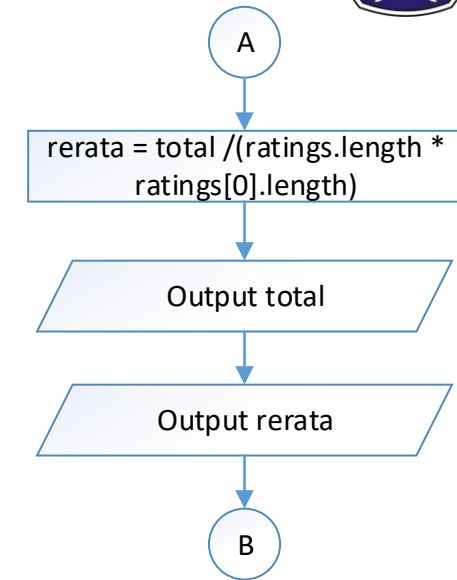 A
rerata = total /(ratings.length *
ratings[0].length)
Output total
Output rerata
B